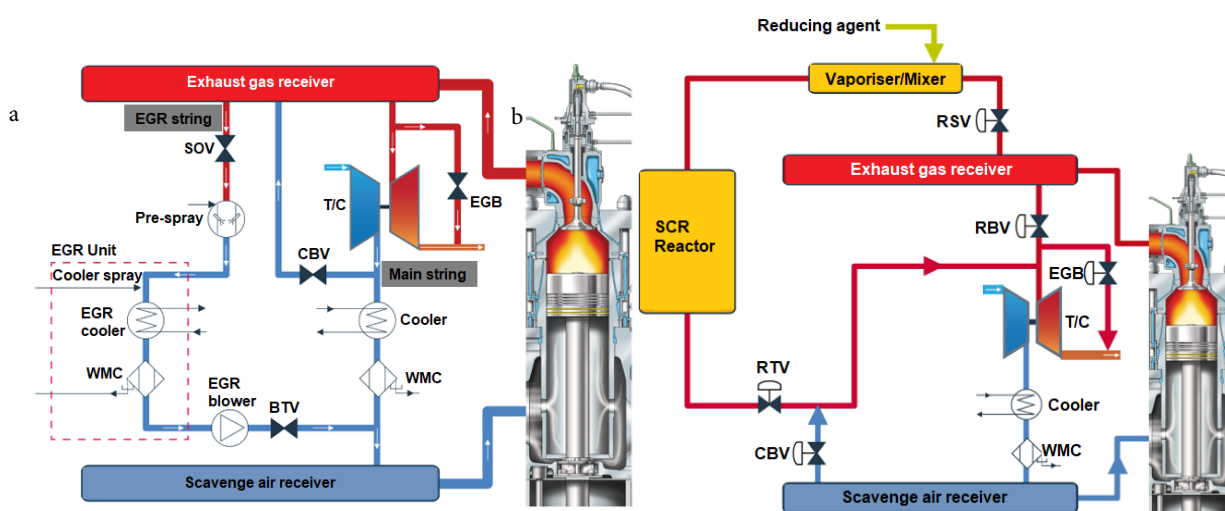 a
Exhaust gas receiver
EGR string
SOV
Pre-spray
EGR Unit
Cooler spray
EGR
cooler
WMC
EGR
blower
BTV
CBV
T/C
EGB
Main string
Cooler
WMC
Scavenge air receiver
b
Reducing agent
Vaporiser/Mixer
RSV
Exhaust gas receiver
SCR
Reactor
RBV
EGB
T/C
RTV
Cooler
CBV
WMC
Scavenge air receiver